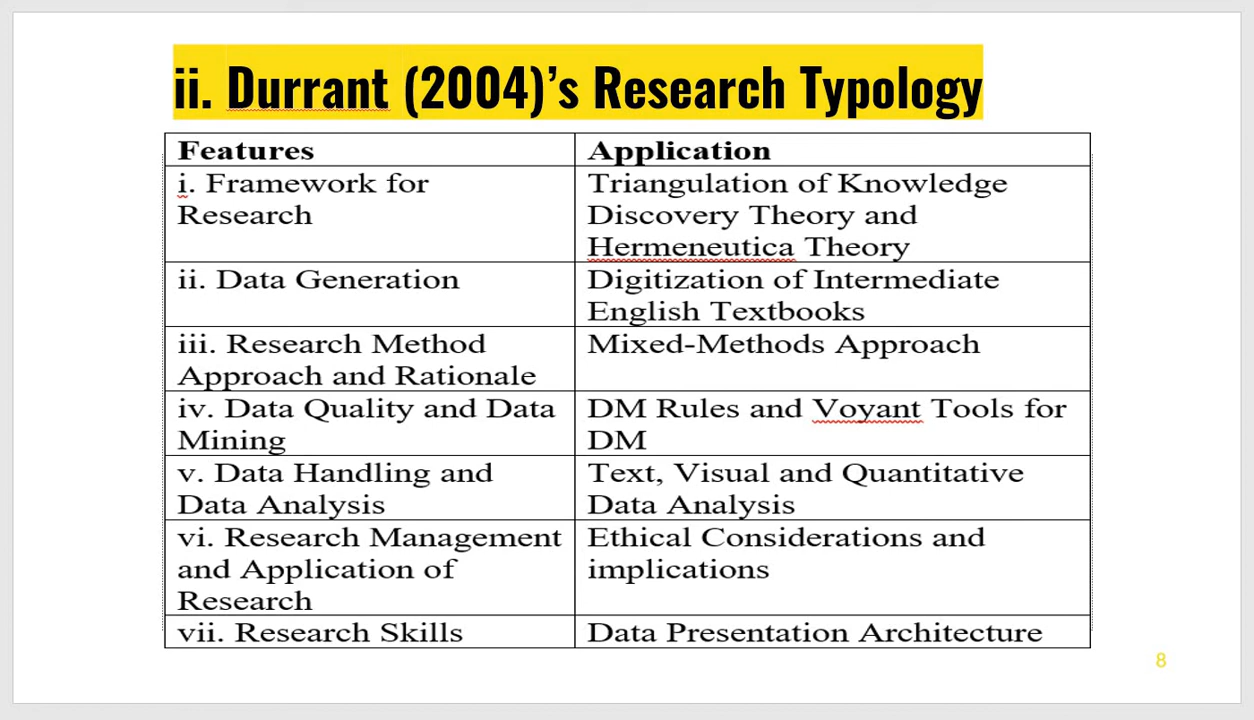 ii. Durrant (2004)’s Research Typology
Features
Application
i. Framework for
Research
Triangulation of Knowledge
Discovery Theory and
Hermeneutica Theory
ii. Data Generation
Digitization of Intermediate
English Textbooks
iii. Research Method
Approach and Rationale
Mixed-Methods Approach
iv. Data Quality and Data
Mining
DM Rules and Voyant Tools for
DM
v. Data Handling and
Data Analysis
Text, Visual and Quantitative
Data Analysis
vi. Research Management
and Application of
Research
Ethical Considerations and
implications
vii. Research Skills
Data Presentation Architecture
8